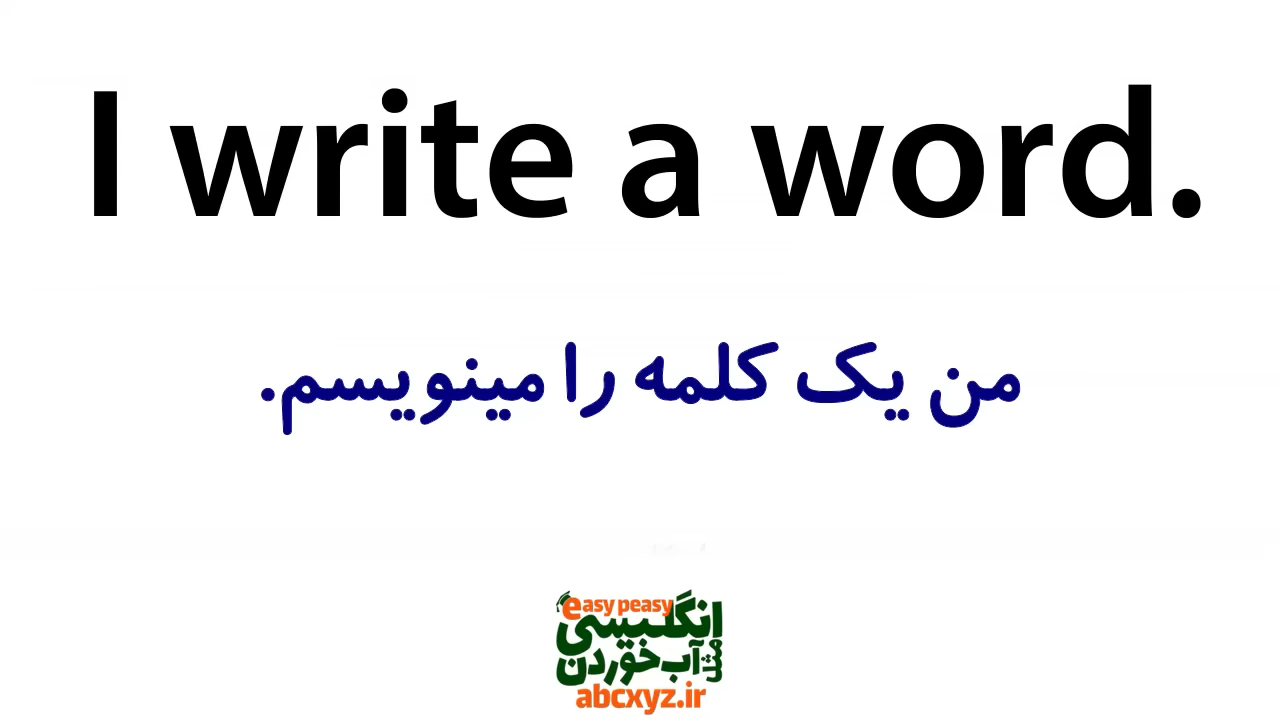 I write a word.
من یک کلمه را مینویسم.
easy peasy
انگلیسی
مثل آب خوردن
abcxyz.ir